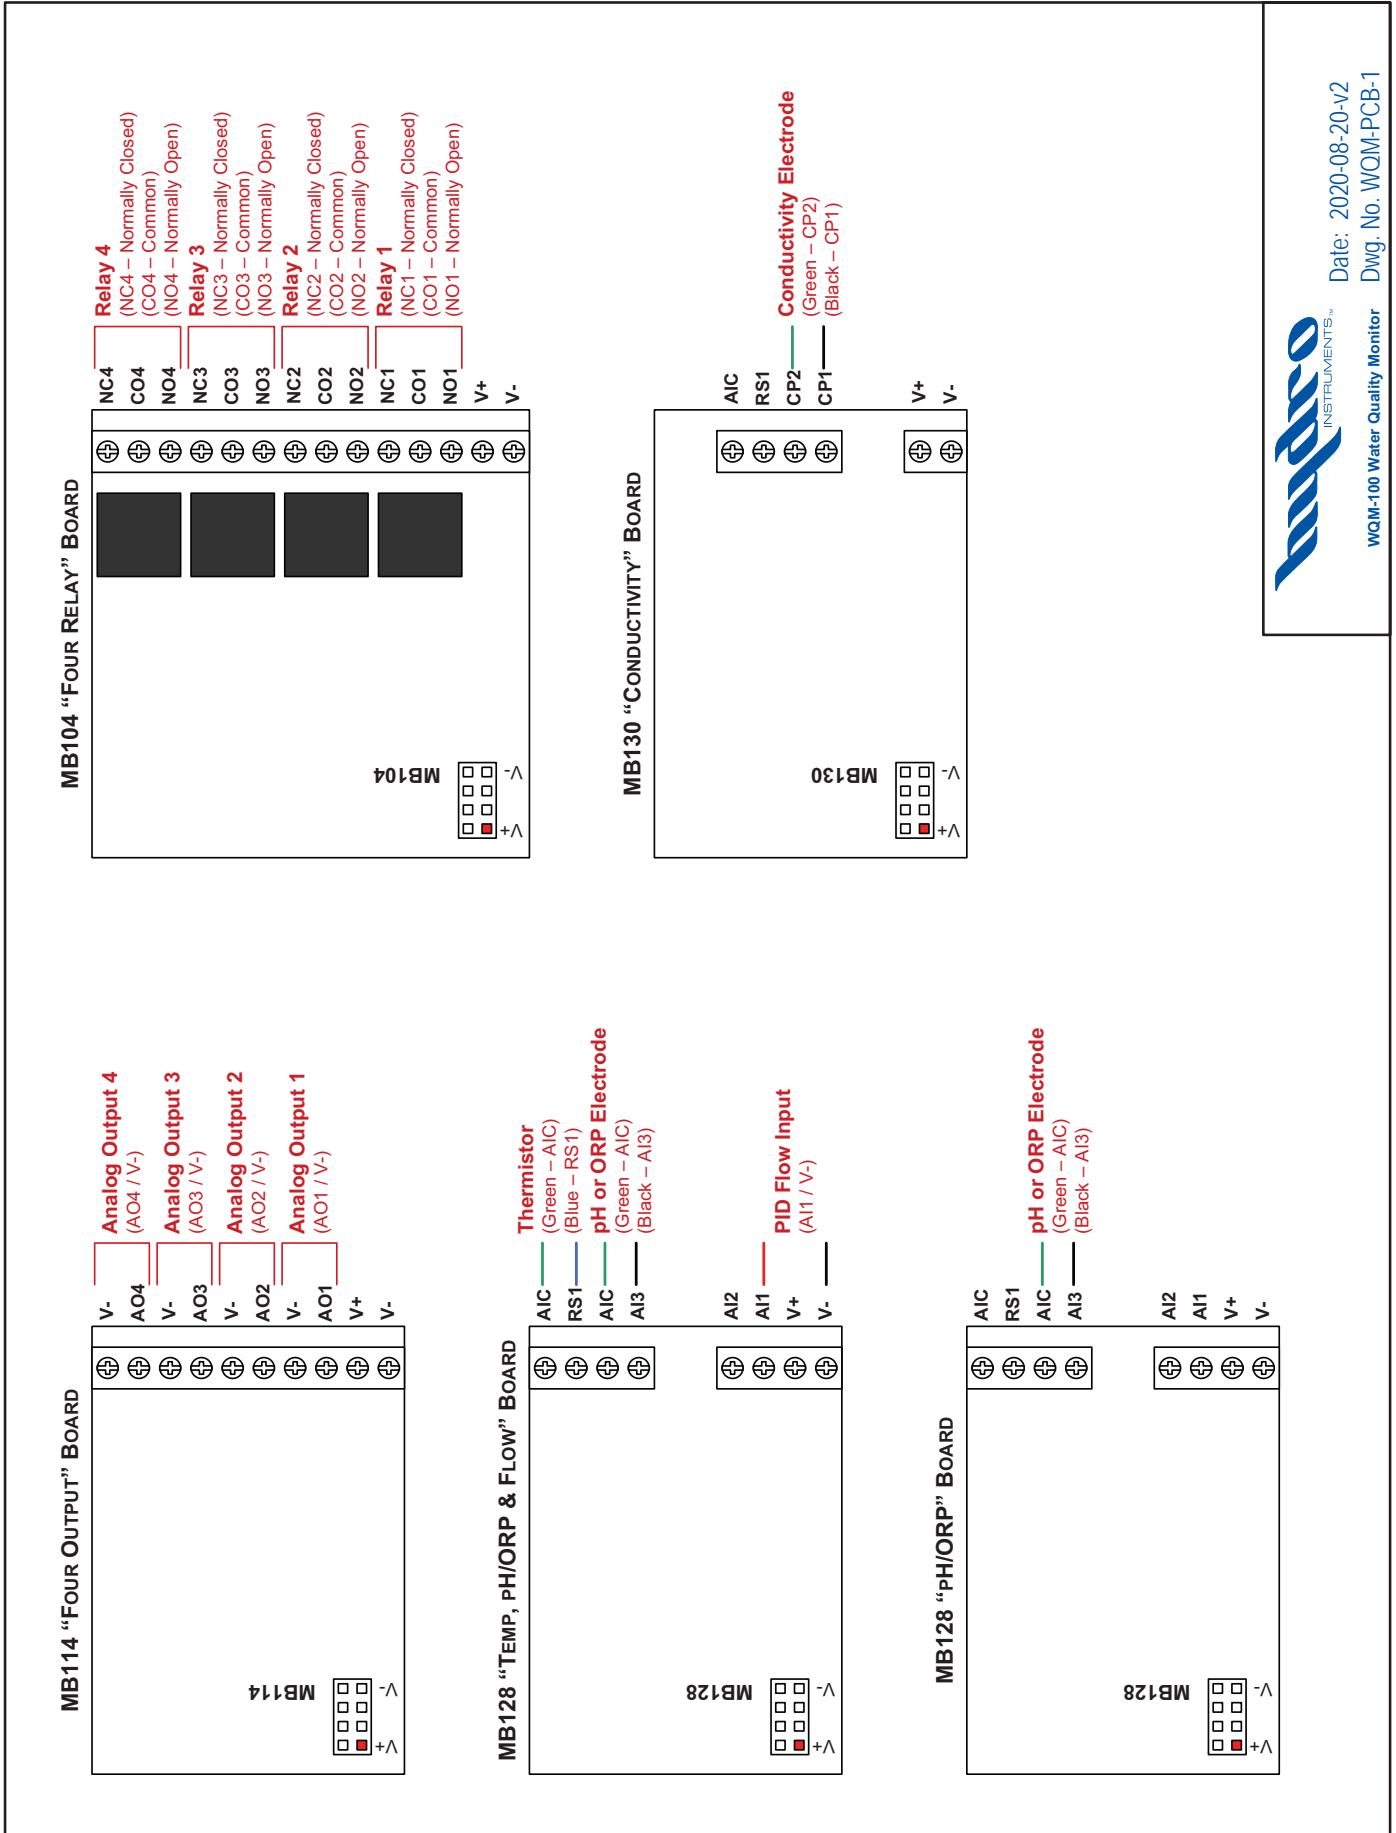 MB114 “FOUR OUTPUT” BOARD
V-
Analog Output 4
AO4
(AO4 / V-)
V-
Analog Output 3
AO3
(AO3 / V-)
V-
Analog Output 2
AO2
(AO2 / V-)
V-
Analog Output 1
AO1
(AO1 / V-)
V+
V-
MB114
V+
V-
MB104 “FOUR RELAY” BOARD
NC4
Relay 4
(NC4 – Normally Closed)
CO4
(CO4 – Common)
NO4
(NO4 – Normally Open)
NC3
Relay 3
(NC3 – Normally Closed)
CO3
(CO3 – Common)
NO3
(NO3 – Normally Open)
NC2
Relay 2
(NC2 – Normally Closed)
CO2
(CO2 – Common)
NO2
(NO2 – Normally Open)
NC1
Relay 1
(NC1 – Normally Closed)
CO1
(CO1 – Common)
NO1
(NO1 – Normally Open)
V+
V-
MB104
V+
V-
MB128 “TEMP, PH/ORP & FLOW” BOARD
Thermistor
AIC
(Green – AIC)
RS1
(Blue – RS1)
pH or ORP Electrode
AIC
(Green – AIC)
AI3
(Black – AI3)
AI2
AI1
PID Flow Input
V+
(AI1 / V-)
V-
MB128
V+
V-
MB130 “CONDUCTIVITY” BOARD
AIC
RS1
Conductivity Electrode
CP2
(Green – CP2)
CP1
(Black – CP1)
V+
V-
MB130
V+
V-
MB128 “PH/ORP” BOARD
AIC
RS1
pH or ORP Electrode
AIC
(Green – AIC)
AI3
(Black – AI3)
AI2
AI1
V+
V-
MB128
V+
V-
hydro
INSTRUMENTS™
Date: 2020-08-20-v2
WQM-100 Water Quality Monitor
Dwg. No. WQM-PCB-1